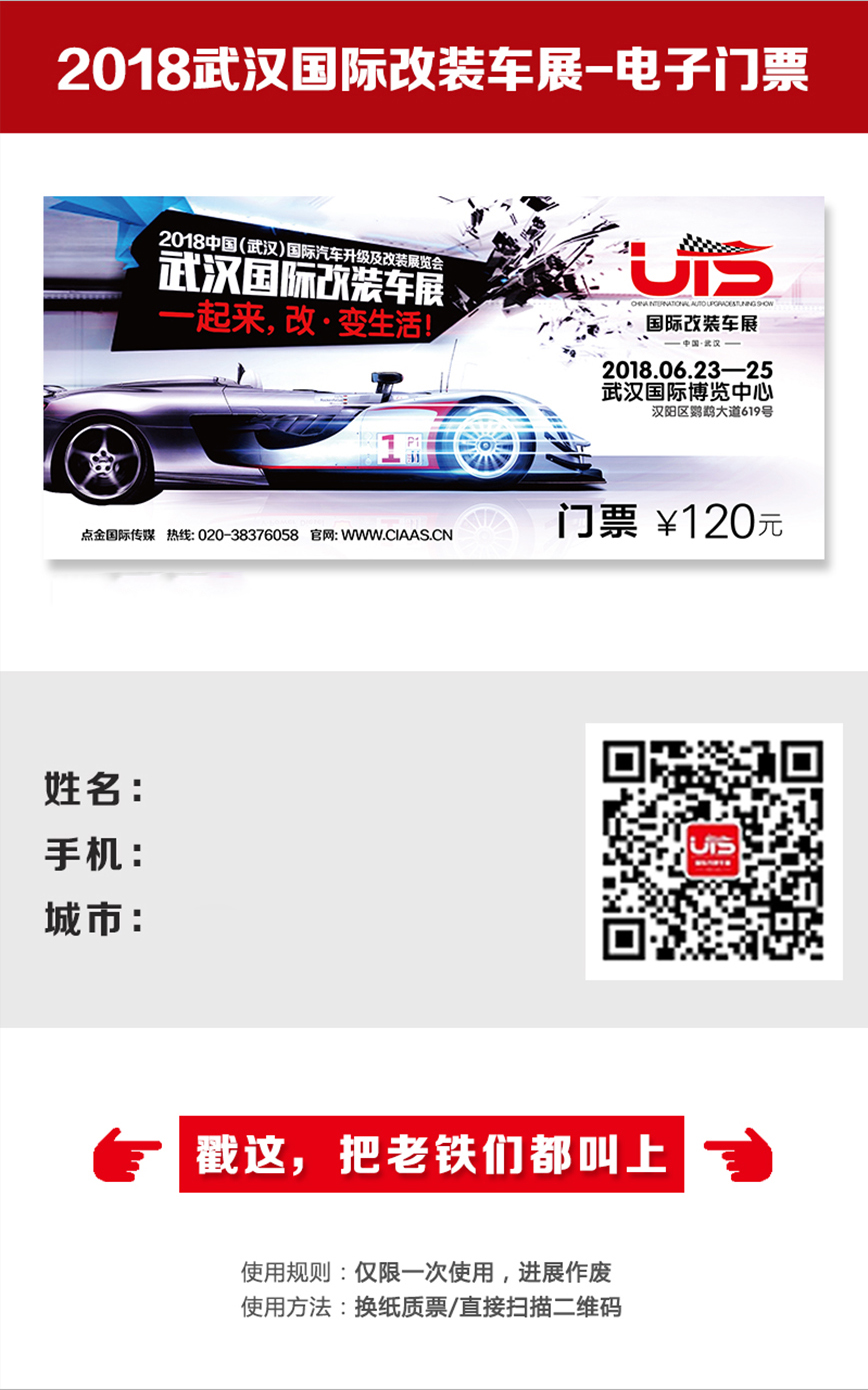 2018武汉国际改装车展-电子门票
2018中国(武汉)国际汽车升级及改装展览会
武汉国际改装车展
一起来,改·变生活!
UIS
CHINA INTERNATIONAL AUTO UPGRADE&TUNING SHOW
国际改装车展
中国·武汉
2018.06.23—25
武汉国际博览中心
汉阳区鹦鹉大道619号
1
门票 ¥120元
点金国际传媒 热线: 020-38376058 官网: WWW.CIAAS.CN
姓名:
手机:
城市:
UIS
戳这,把老铁们都叫上
使用规则:仅限一次使用,进展作废
使用方法:换纸质票/直接扫描二维码